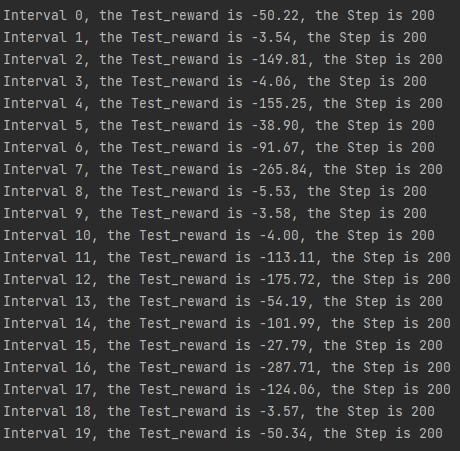 Interval 0, the Test_reward is -50.22, the Step is 200
Interval 1, the Test_reward is -3.54, the Step is 200
Interval 2, the Test_reward is -149.81, the Step is 200
Interval 3, the Test_reward is -4.06, the Step is 200
Interval 4, the Test_reward is -155.25, the Step is 200
Interval 5, the Test_reward is -38.90, the Step is 200
Interval 6, the Test_reward is -91.67, the Step is 200
Interval 7, the Test_reward is -265.84, the Step is 200
Interval 8, the Test_reward is -5.53, the Step is 200
Interval 9, the Test_reward is -3.58, the Step is 200
Interval 10, the Test_reward is -4.00, the Step is 200
Interval 11, the Test_reward is -113.11, the Step is 200
Interval 12, the Test_reward is -175.72, the Step is 200
Interval 13, the Test_reward is -54.19, the Step is 200
Interval 14, the Test_reward is -101.99, the Step is 200
Interval 15, the Test_reward is -27.79, the Step is 200
Interval 16, the Test_reward is -287.71, the Step is 200
Interval 17, the Test_reward is -124.06, the Step is 200
Interval 18, the Test_reward is -3.57, the Step is 200
Interval 19, the Test_reward is -50.34, the Step is 200